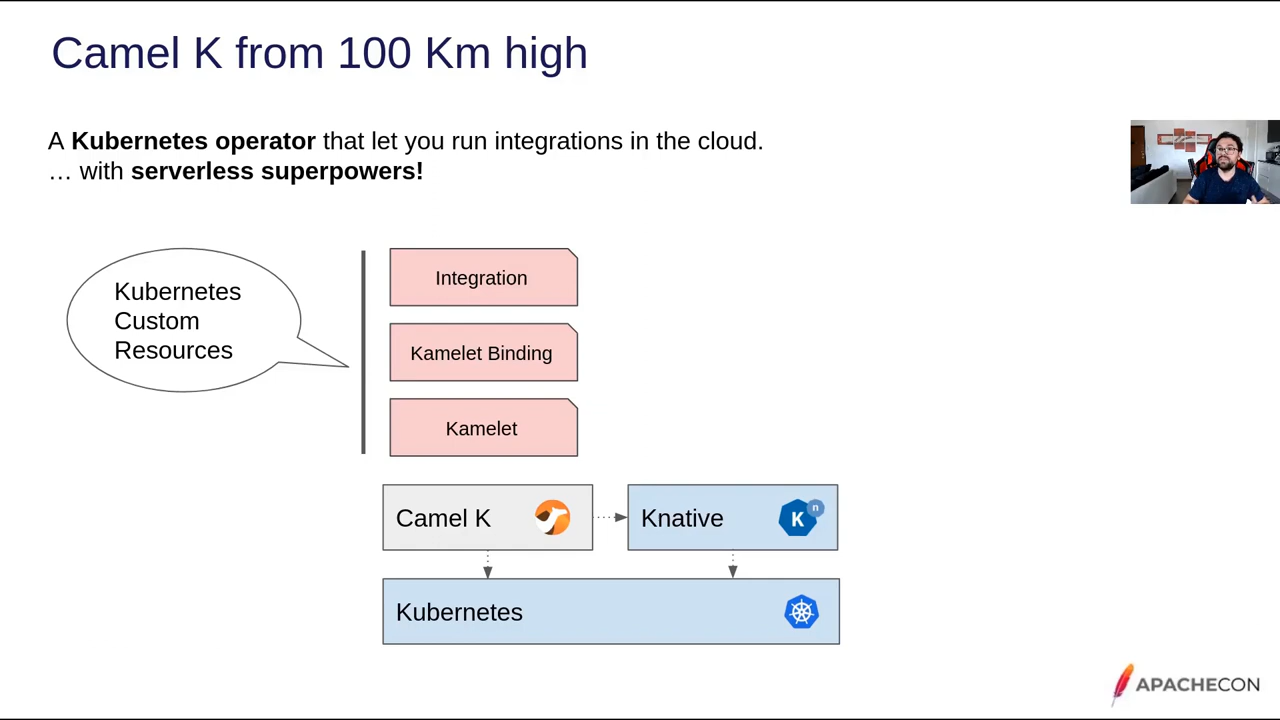 Camel K from 100 Km high
A Kubernetes operator that let you run integrations in the cloud.
… with serverless superpowers!
Kubernetes
Custom
Resources
Integration
Kamelet Binding
Kamelet
Camel K
Knative
K
n
Kubernetes
APACHECON